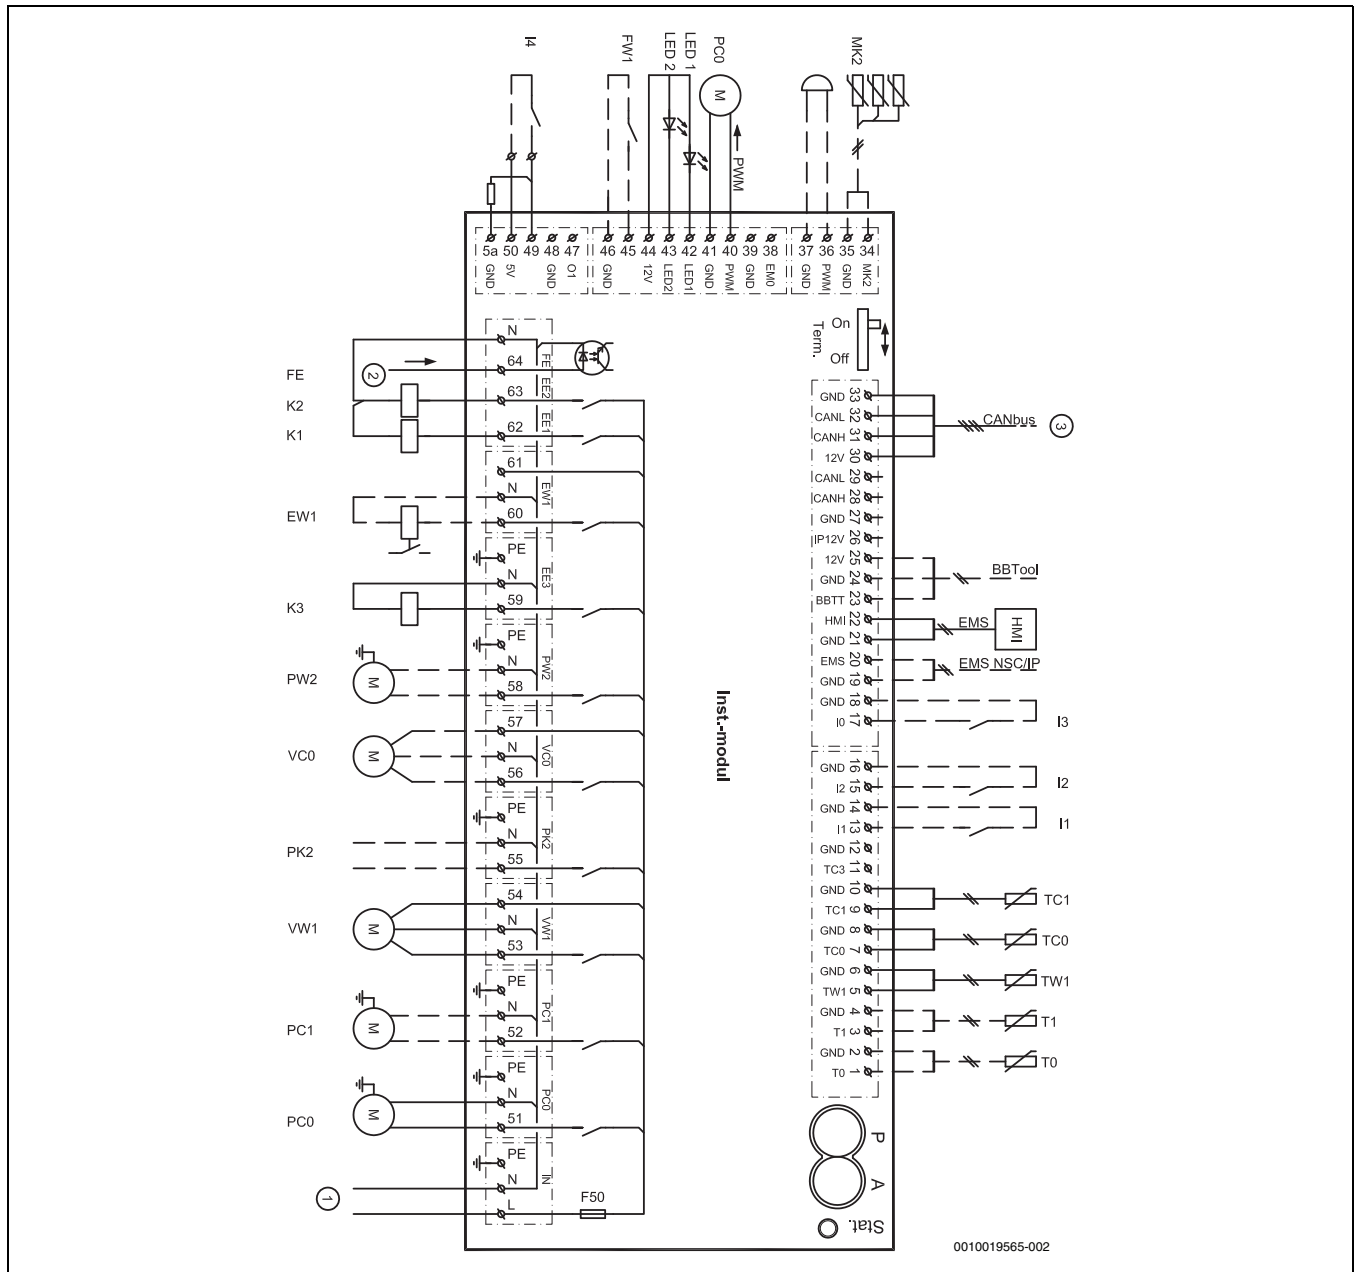 I4
FW1
LED 2
LED 1
PC0
MK2
M
PWM
5a 50 49 48 47
GND 5V GND O1
46 45 44 43 42 41 40 39 38
GND 12V LED2 LED1 GND PWM GND EM0
37 36 35 34
GND PWM GND MK2
On
Off
Term.
N
64
FE
63
EE2
62
EE1
61
N
EW1
60
PE
N
EE3
59
PE
N
PW2
58
57
N
VC0
56
PE
N
PK2
55
54
N
VW1
53
PE
N
PC1
52
PE
N
PC0
51
PE
N
IN
L
F50
FE
2
K2
K1
EW1
K3
PW2
M
VC0
M
PK2
VW1
M
PC1
M
PC0
M
1
Inst.-modul
GND 33
CANL 32
CANH 31
12V 30
CANL 29
CANH 28
GND 27
IP12V 26
12V 25
GND 24
BBTT 23
HMI 22
GND 21
EMS 20
GND 19
GND 18
I0 17
GND 16
I2 15
GND 14
I1 13
GND 12
TC3 11
GND 10
TC1 9
GND 8
TC0 7
GND 6
TW1 5
GND 4
T1 3
GND 2
T0 1
CANbus
3
BBTool
EMS
HMI
EMS NSC/IP
I3
I2
I1
TC1
TC0
TW1
T1
T0
P
A
Stat.
0010019565-002